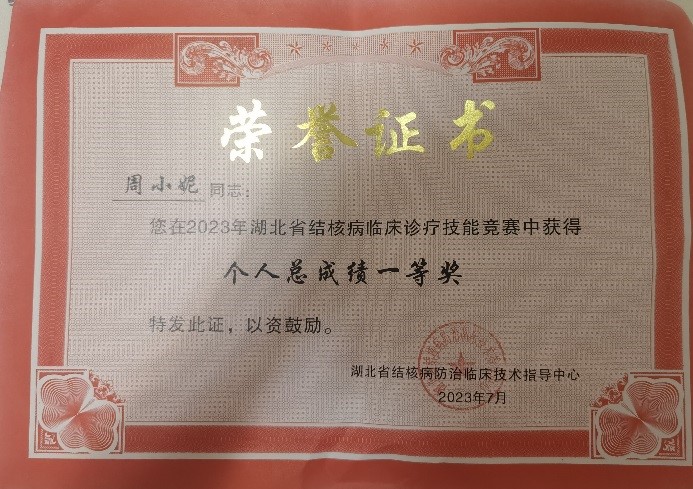 荣誉证书
周小妮 同志：
您在2023年湖北省结核病临床诊疗技能竞赛中获得
个人总成绩一等奖
特发此证，以资鼓励。
湖北省结核病防治临床技术指导中心
2023年7月